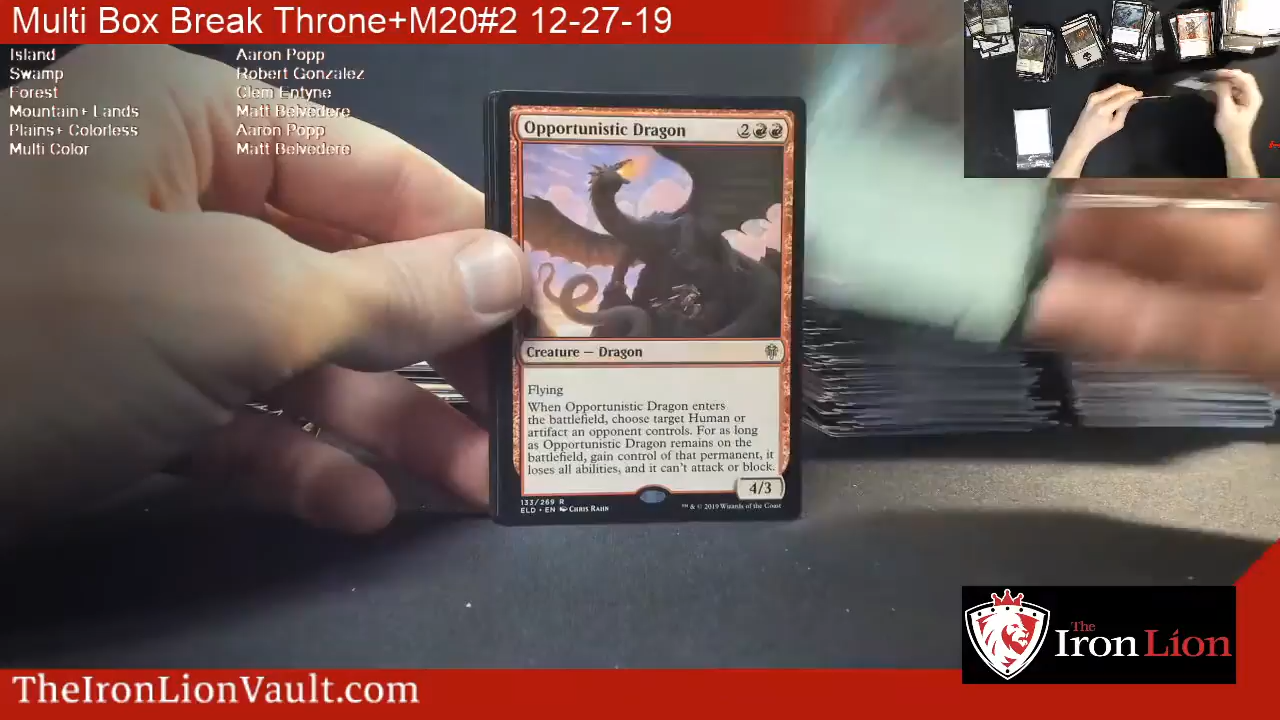 Multi Box Break Throne+M20#2 12-27-19
Island Aaron Popp
Swamp Robert Gonzalez
Forest Clem Entyne
Mountain+ Lands Matt Belvedere
Plains+ Colorless Aaron Popp
Multi Color Matt Belvedere
Opportunistic Dragon 2
Creature — Dragon
Flying
When Opportunistic Dragon enters
the battlefield, choose target Human or
artifact an opponent controls. For as long
as Opportunistic Dragon remains on the
battlefield, gain control of that permanent, it
loses all abilities, and it can't attack or block.
4/3
133/269 R
ELD • EN Chris Rahn
™ & © 2019 Wizards of the Coast
The
Iron Lion
TheIronLionVault.com